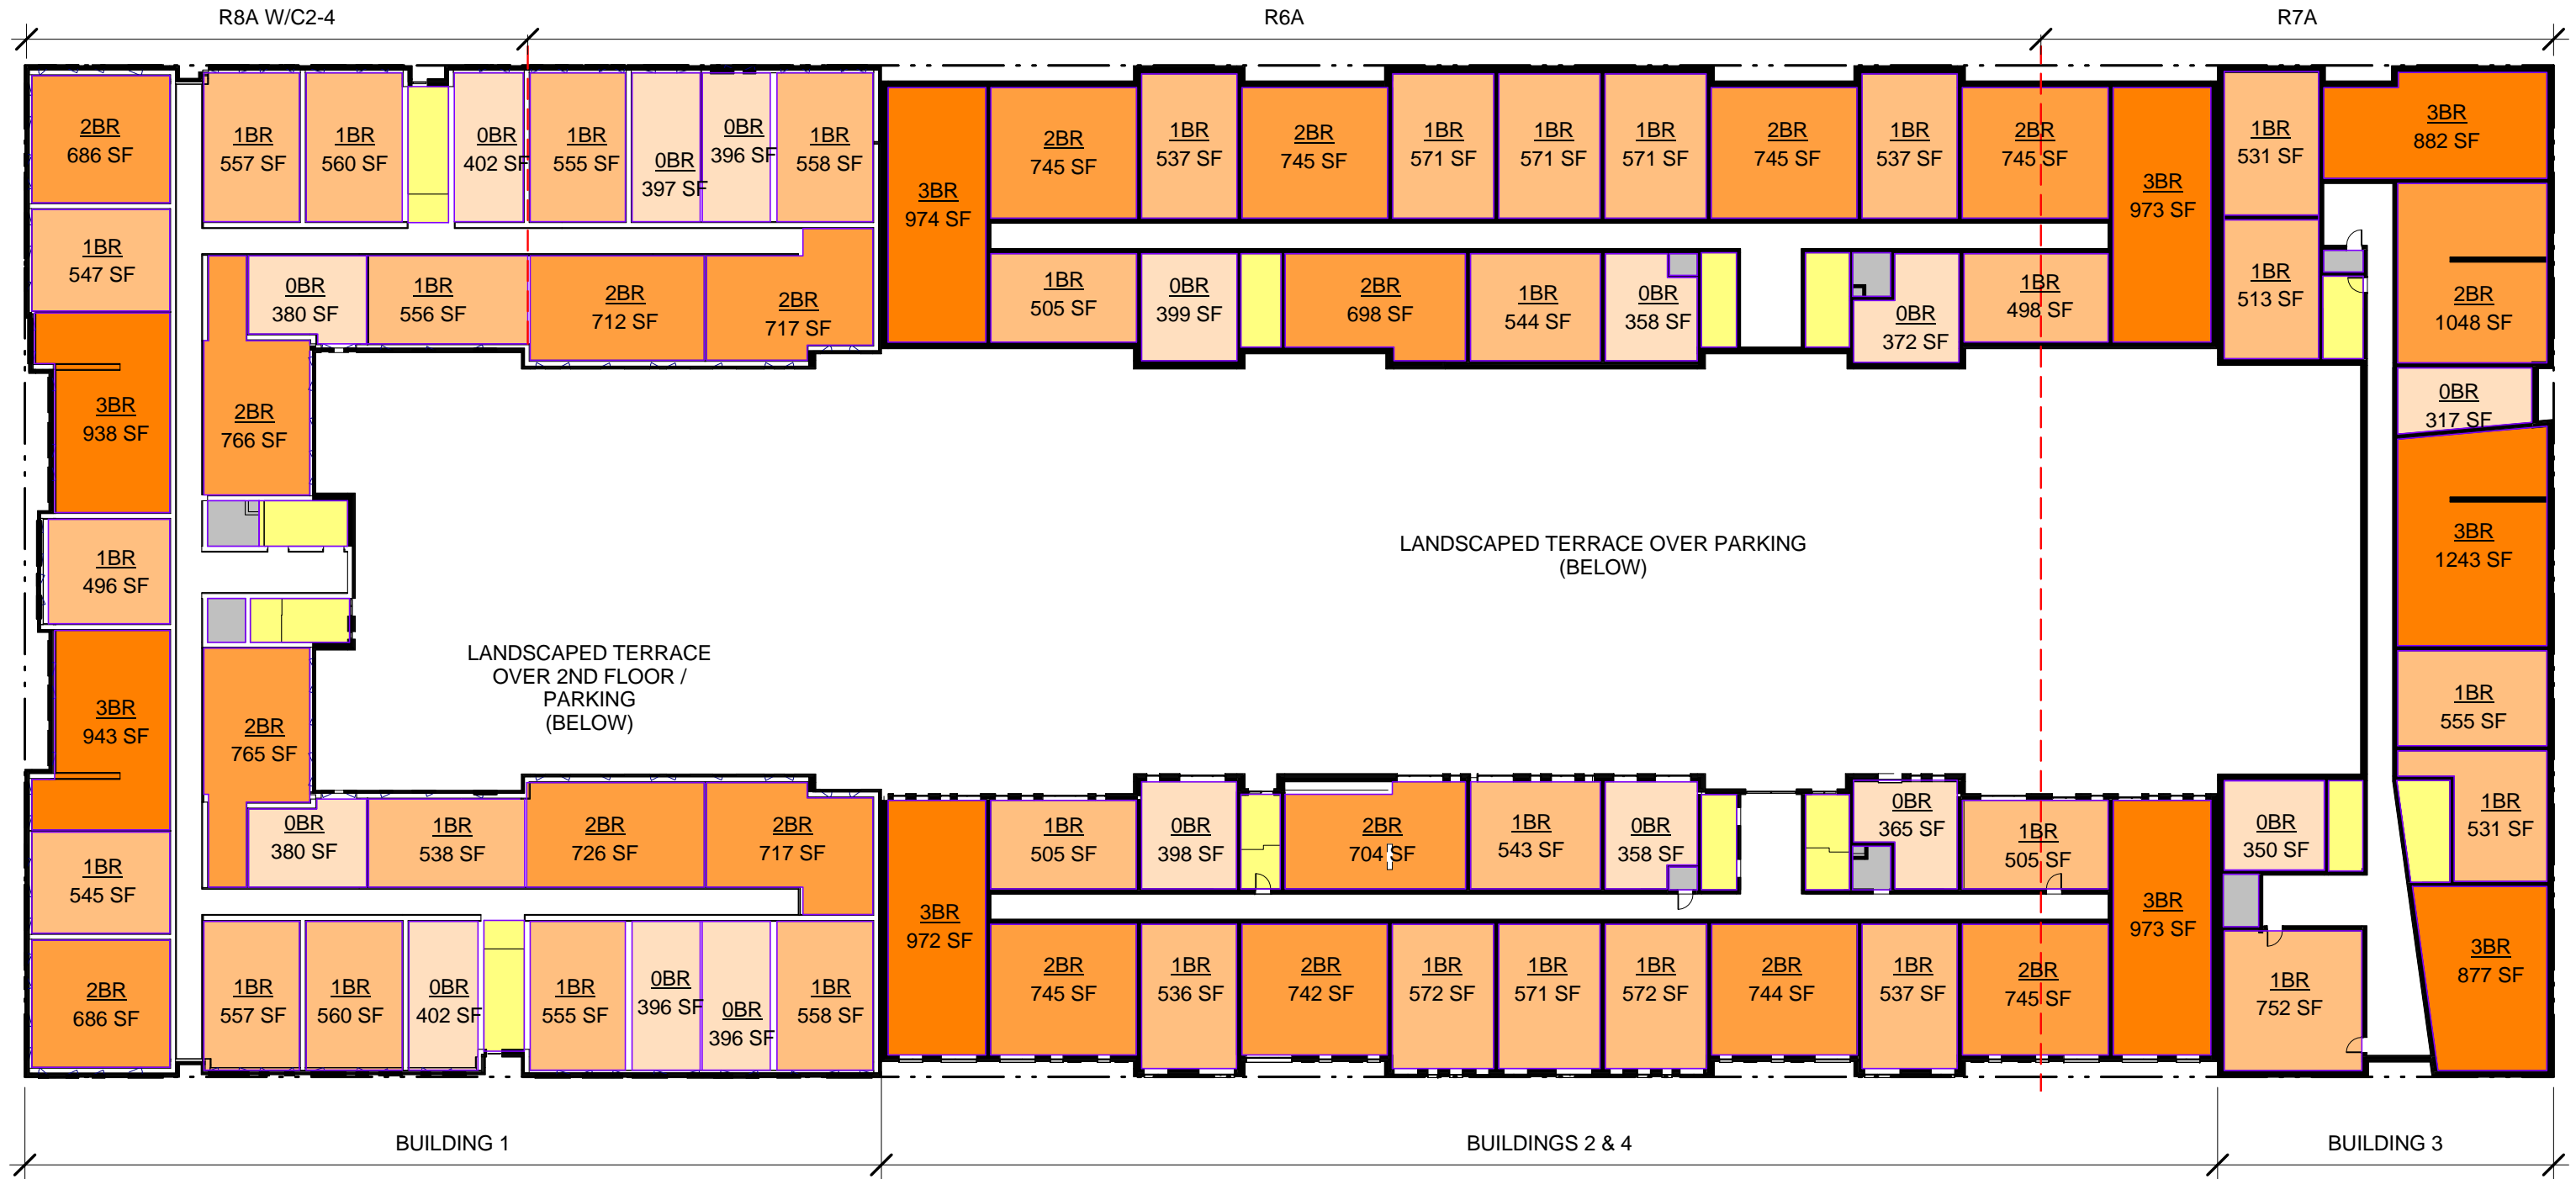 R8A W/C2-4
R6A
R7A
2BR
686 SF
1BR
557 SF
1BR
560 SF
0BR
402 SF
1BR
555 SF
0BR
397 SF
0BR
396 SF
1BR
558 SF
3BR
974 SF
2BR
745 SF
1BR
537 SF
2BR
745 SF
1BR
571 SF
1BR
571 SF
1BR
571 SF
2BR
745 SF
1BR
537 SF
2BR
745 SF
3BR
973 SF
1BR
531 SF
3BR
882 SF
1BR
547 SF
0BR
380 SF
1BR
556 SF
2BR
712 SF
2BR
717 SF
1BR
505 SF
0BR
399 SF
2BR
698 SF
1BR
544 SF
0BR
358 SF
0BR
372 SF
1BR
498 SF
1BR
513 SF
2BR
1048 SF
3BR
938 SF
2BR
766 SF
0BR
317 SF
1BR
496 SF
LANDSCAPED TERRACE OVER PARKING
(BELOW)
3BR
1243 SF
LANDSCAPED TERRACE
OVER 2ND FLOOR /
PARKING
(BELOW)
3BR
943 SF
2BR
765 SF
1BR
555 SF
1BR
545 SF
0BR
380 SF
1BR
538 SF
2BR
726 SF
2BR
717 SF
1BR
505 SF
0BR
398 SF
2BR
704 SF
1BR
543 SF
0BR
358 SF
0BR
365 SF
1BR
505 SF
0BR
350 SF
1BR
531 SF
2BR
686 SF
1BR
557 SF
1BR
560 SF
0BR
402 SF
1BR
555 SF
0BR
396 SF
0BR
396 SF
1BR
558 SF
3BR
972 SF
2BR
745 SF
1BR
536 SF
2BR
742 SF
1BR
572 SF
1BR
571 SF
1BR
572 SF
2BR
744 SF
1BR
537 SF
2BR
745 SF
3BR
973 SF
1BR
752 SF
3BR
877 SF
BUILDING 1
BUILDINGS 2 & 4
BUILDING 3